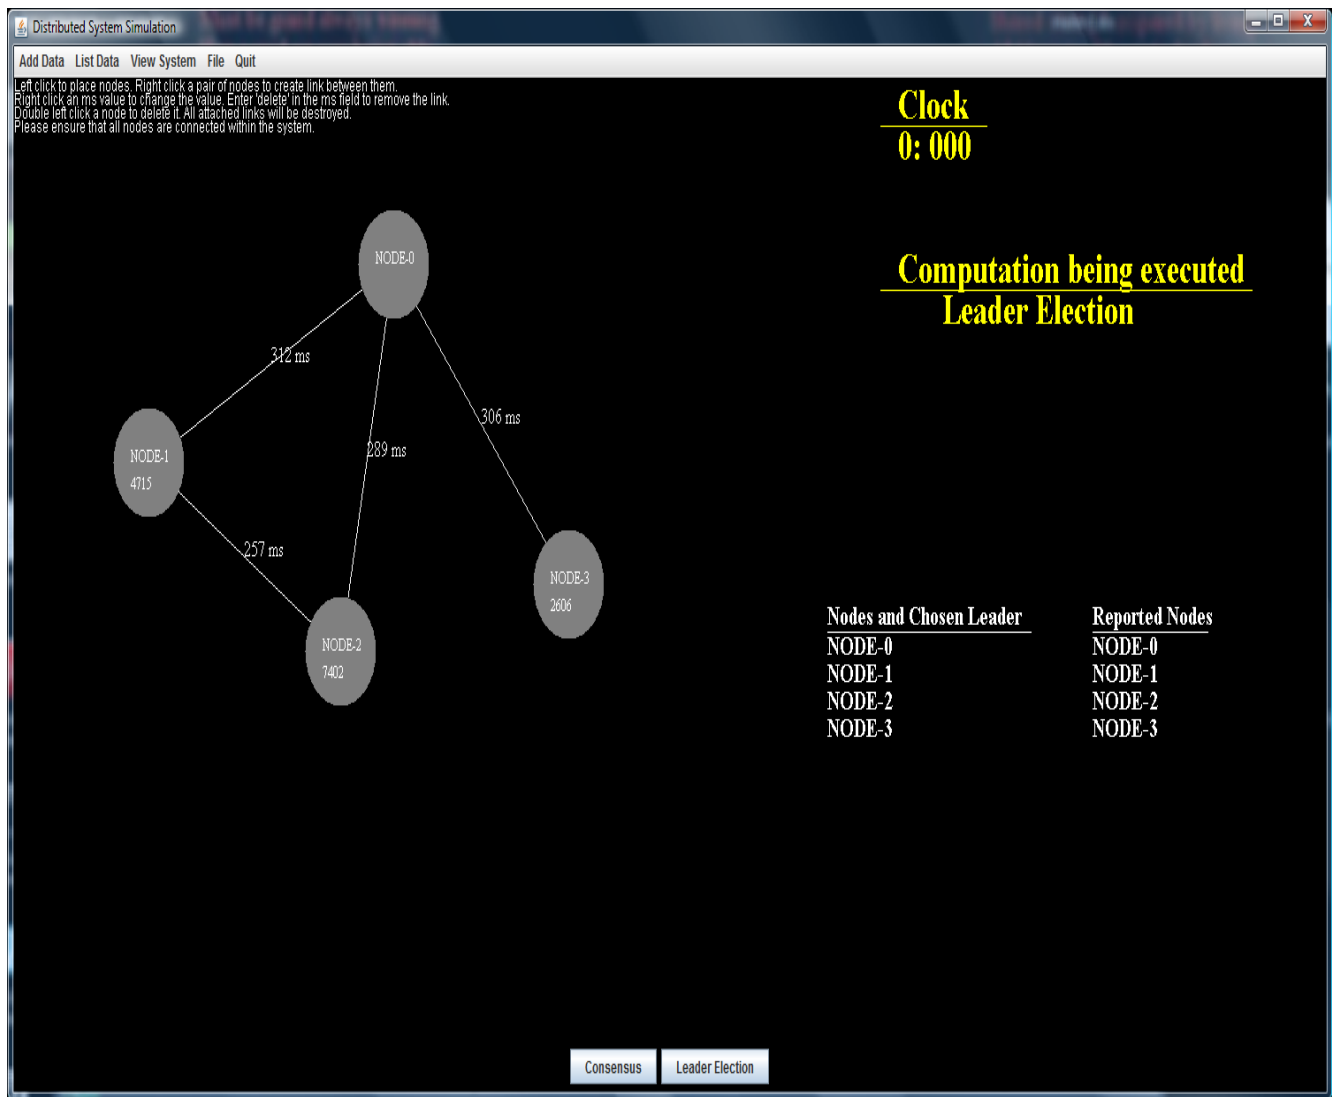 Distributed System Simulation
Add Data List Data View System File Quit
Left click to place nodes. Right click a pair of nodes to create link between them.
Right click an ms value to change the value. Enter 'delete' in the ms field to remove the link.
Double left click a node to delete it. All attached links will be destroyed.
Please ensure that all nodes are connected within the system.
Clock
0: 000
Computation being executed
Leader Election
NODE-0
312 ms
306 ms
289 ms
NODE-1
4715
257 ms
NODE-3
2606
NODE-2
7402
Nodes and Chosen Leader Reported Nodes
NODE-0 NODE-0
NODE-1 NODE-1
NODE-2 NODE-2
NODE-3 NODE-3
Consensus Leader Election